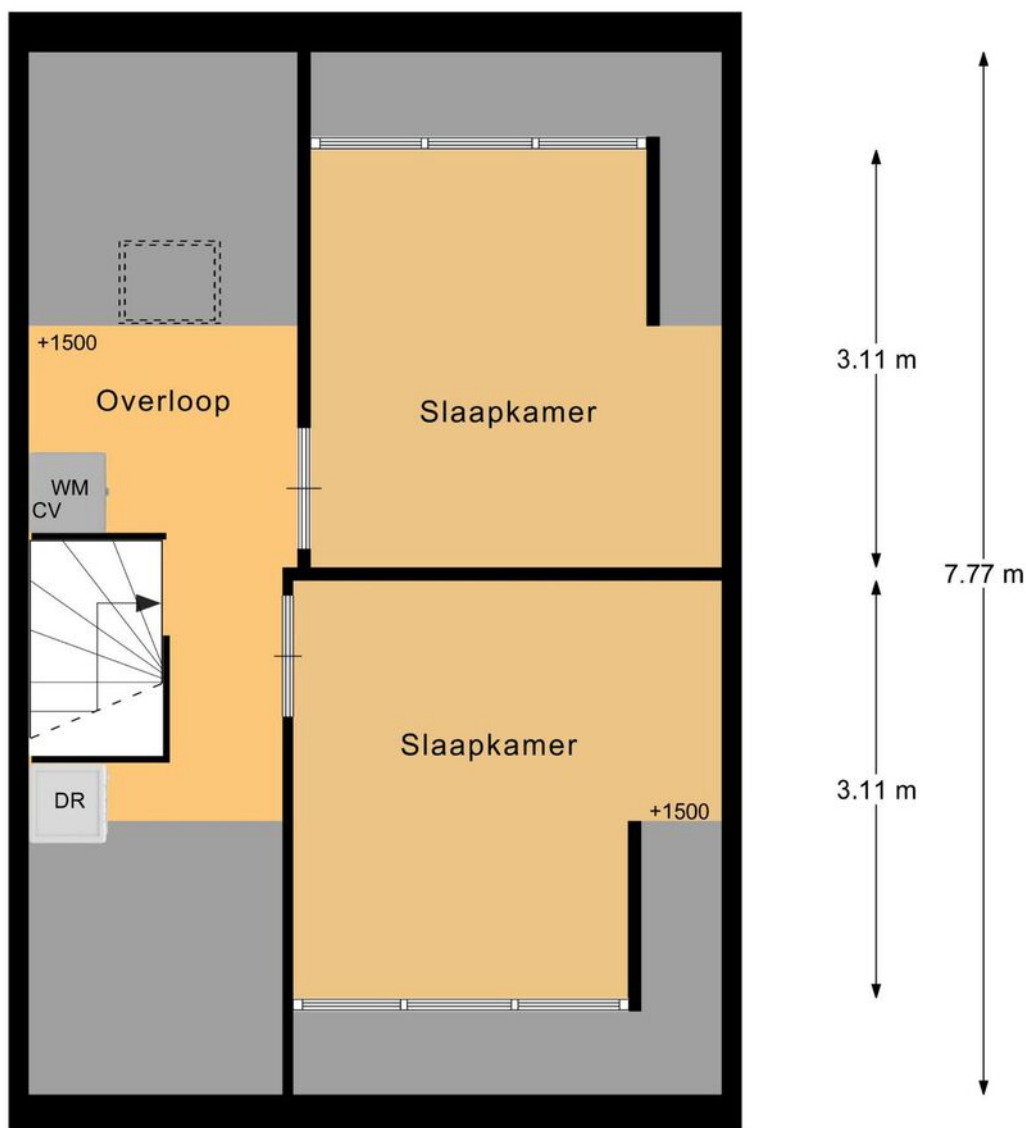 +1500
Overloop
Slaapkamer
3.11 m
WM
CV
7.77 m
Slaapkamer
DR
+1500
3.11 m